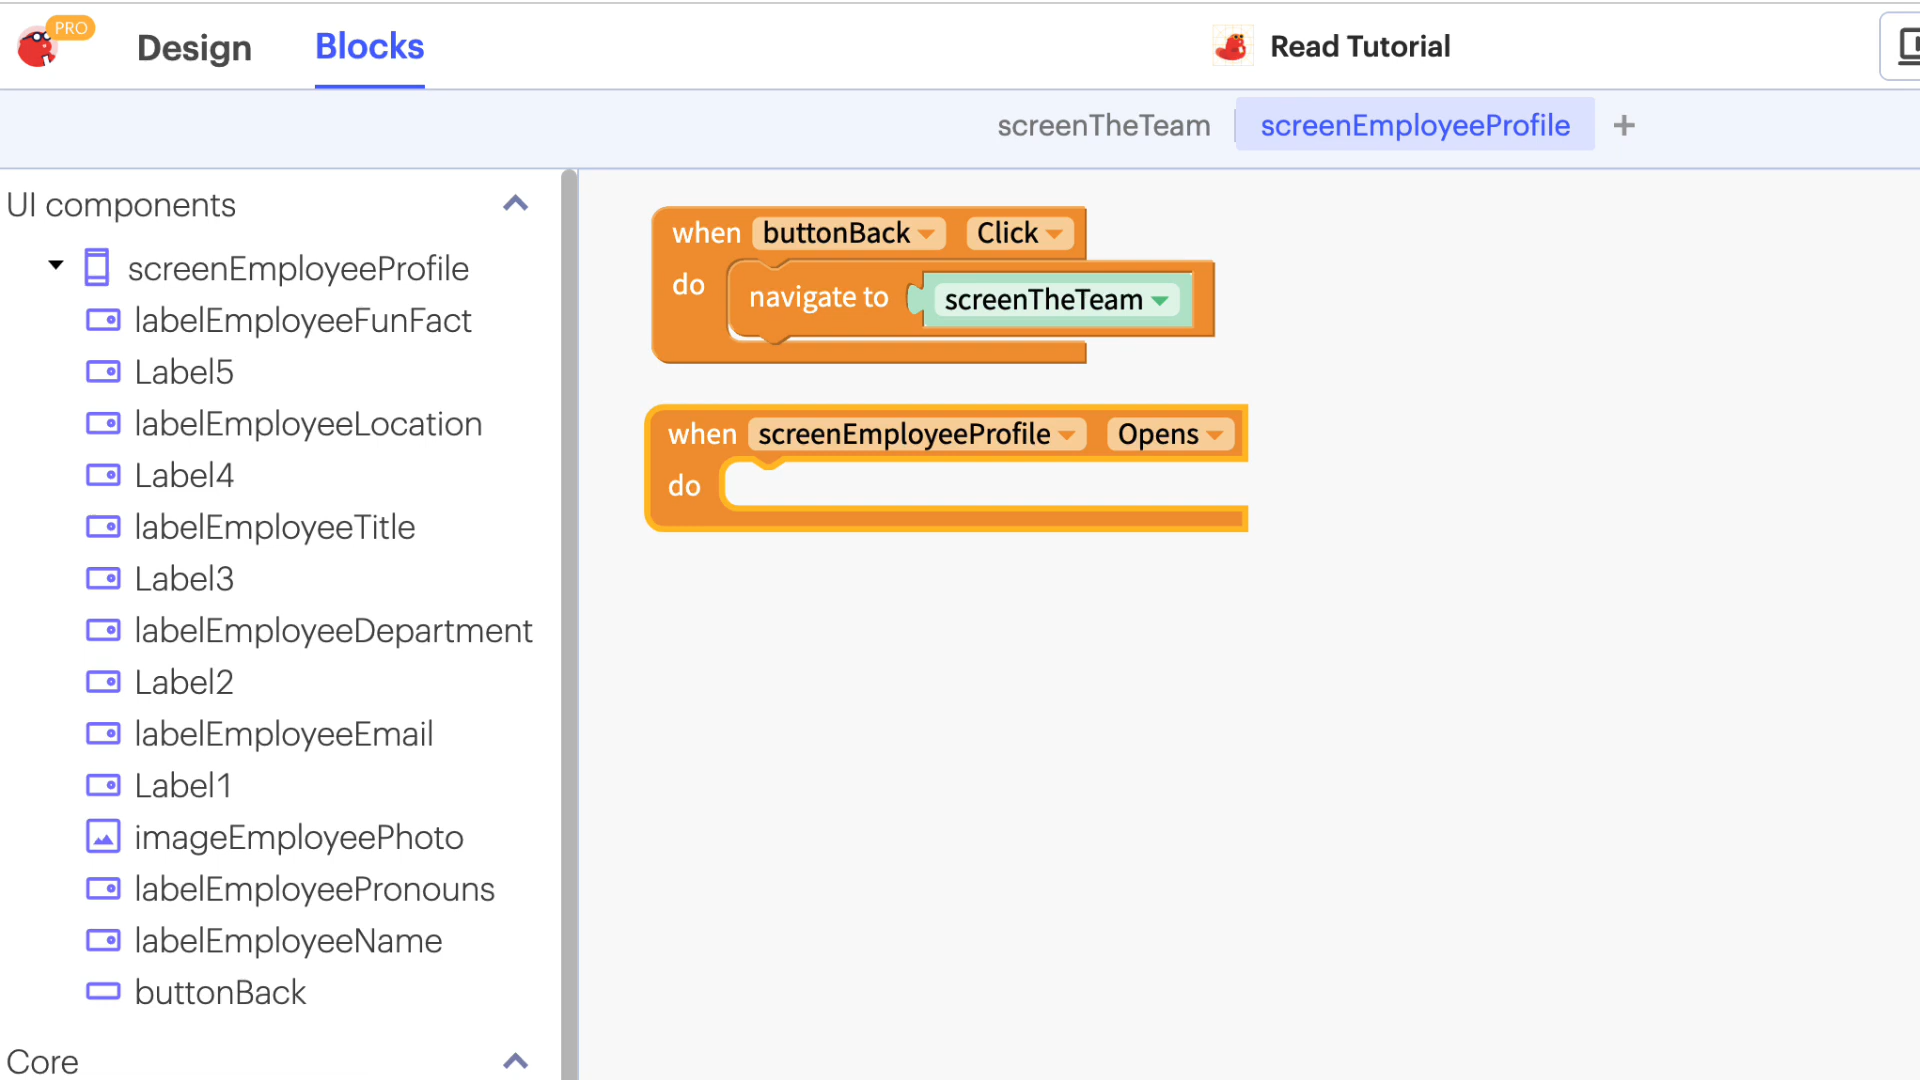 PRO
Design Blocks Read Tutorial
screenTheTeam screenEmployeeProfile +
UI components
screenEmployeeProfile
labelEmployeeFunFact
Label5
labelEmployeeLocation
Label4
labelEmployeeTitle
Label3
labelEmployeeDepartment
Label2
labelEmployeeEmail
Label1
imageEmployeePhoto
labelEmployeePronouns
labelEmployeeName
buttonBack
Core
when buttonBack Click
do navigate to screenTheTeam
when screenEmployeeProfile Opens
do